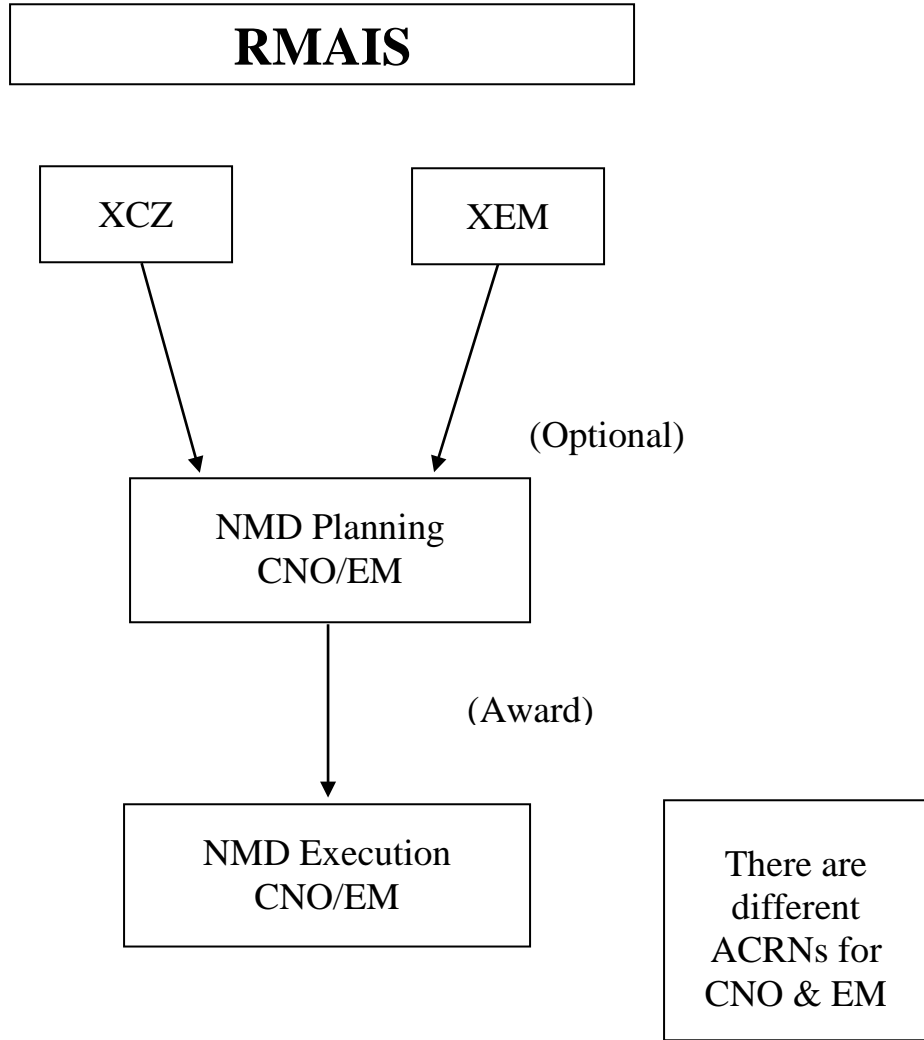 RMAIS
XCZ
XEM
(Optional)
NMD Planning
CNO/EM
(Award)
NMD Execution
CNO/EM
There are
different
ACRNs for
CNO & EM